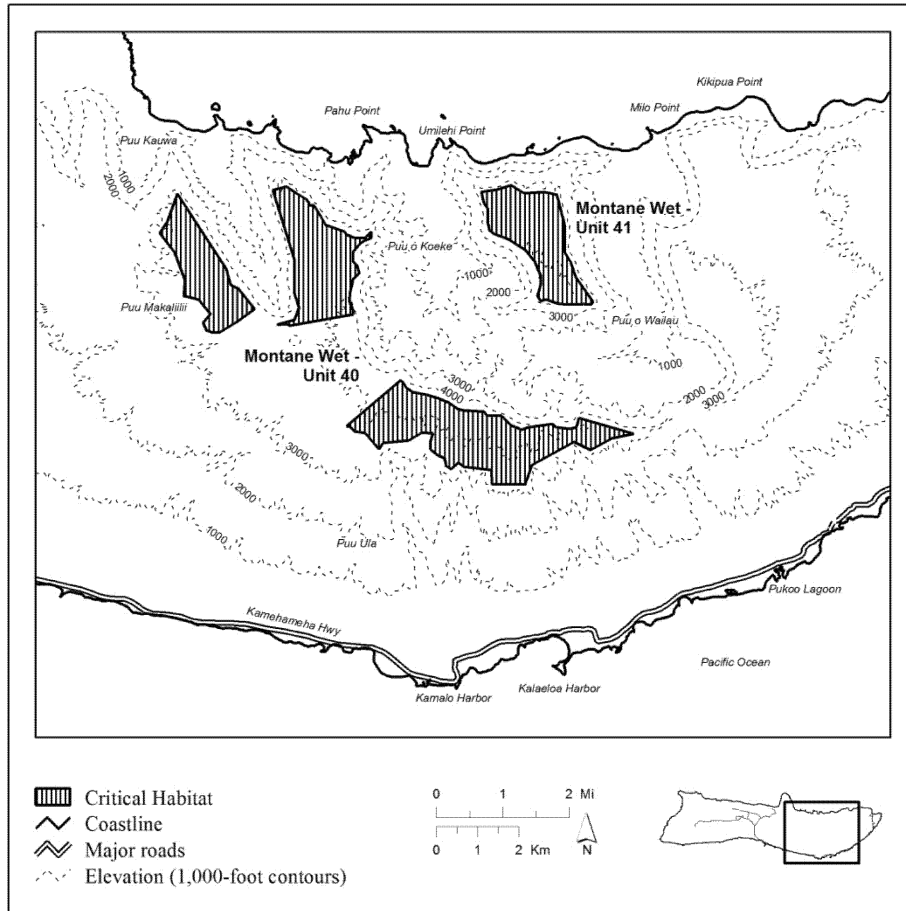 Kikipua Point
Pahu Point
Milo Point
Umilehi Point
Puu Kauwa
1000
2000
Montane Wet -
Unit 41
Puu o Koeke
1000
2000
Puu Makaliilii
3000
Puu o Wailau
Montane Wet -
Unit 40
1000
3000
4000
2000
3000
3000
2000
1000
Puu Ula
Pukoo Lagoon
Kamehameha Hwy
Pacific Ocean
Kamalo Harbor
Kalaeloa Harbor
Critical Habitat
Coastline
Major roads
Elevation (1,000-foot contours)
0 1 2 Mi
0 1 2 Km
N